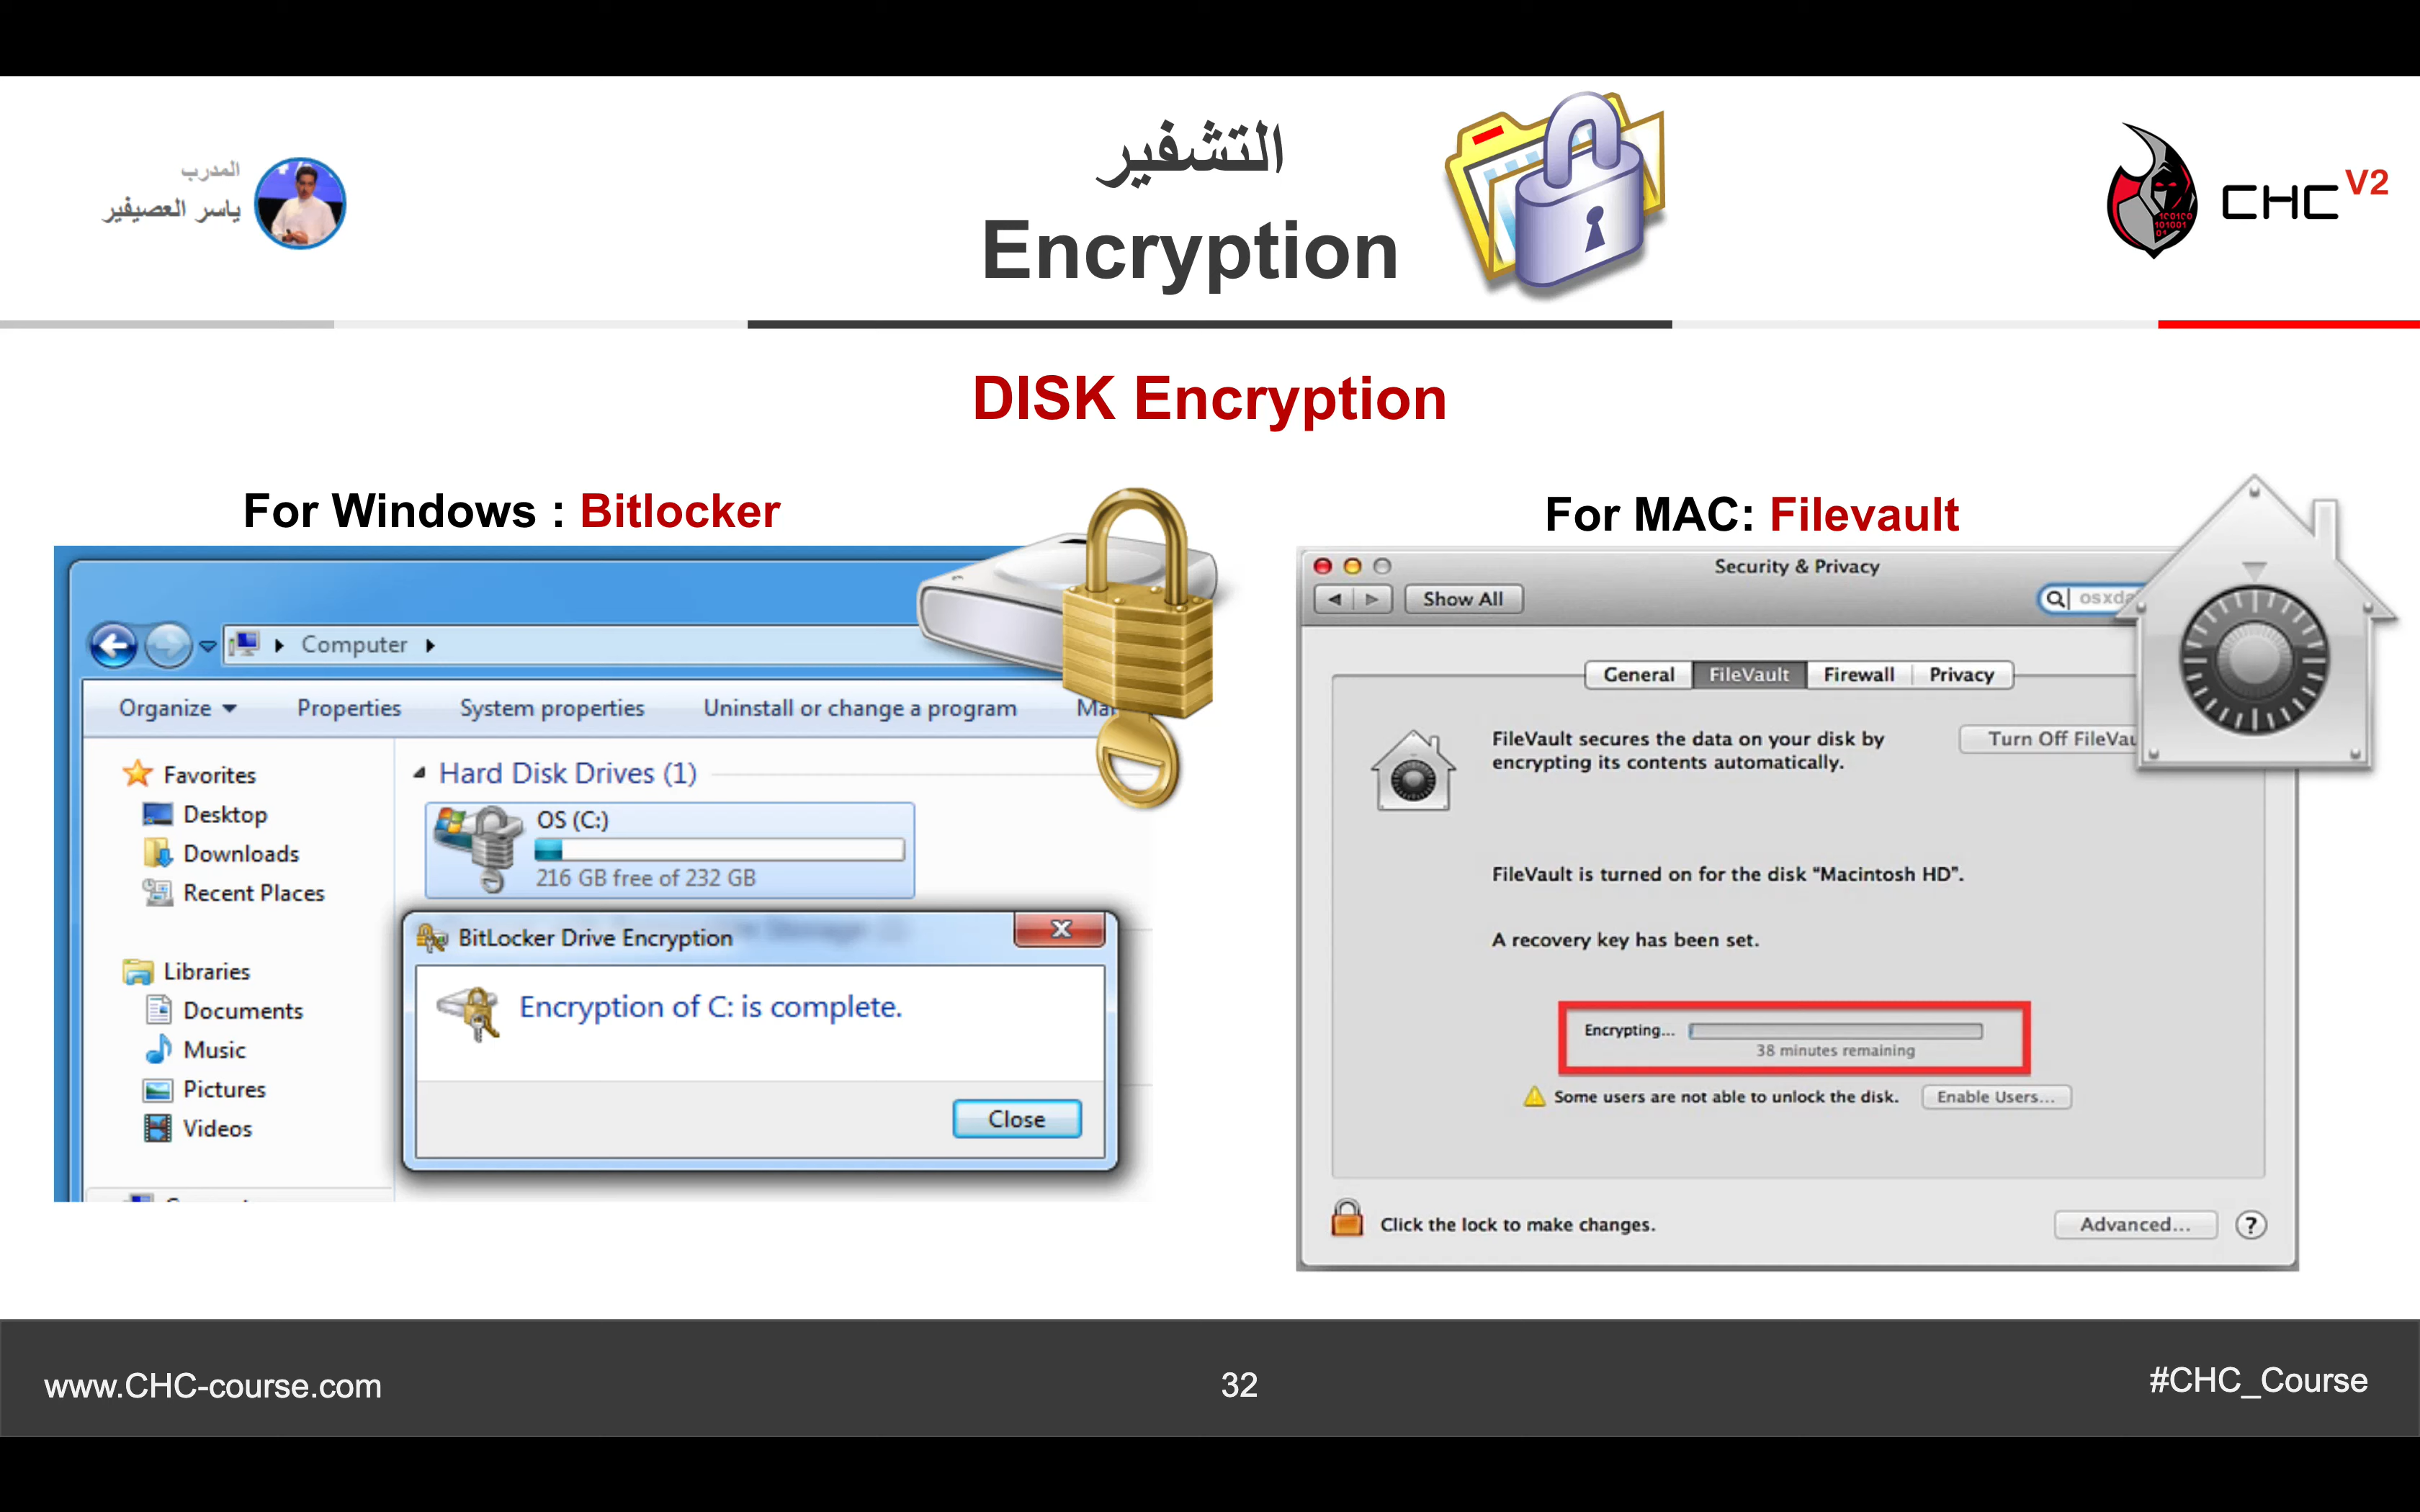 المدرب
ياسر العصيفير
التشفير
Encryption
CHC V2
DISK Encryption
For Windows : Bitlocker
Computer
Organize
Properties
System properties
Uninstall or change a program
Favorites
Desktop
Downloads
Recent Places
Libraries
Documents
Music
Pictures
Videos
Hard Disk Drives (1)
OS (C:)
216 GB free of 232 GB
BitLocker Drive Encryption
Encryption of C: is complete.
Close
For MAC: Filevault
Security & Privacy
Show All
General
FileVault
Firewall
Privacy
FileVault secures the data on your disk by
encrypting its contents automatically.
Turn Off
FileVault is turned on for the disk “Macintosh HD”.
A recovery key has been set.
Encrypting...
38 minutes remaining
Some users are not able to unlock the disk.
Enable Users...
Click the lock to make changes.
Advanced...
?
www.CHC-course.com
32
#CHC_Course